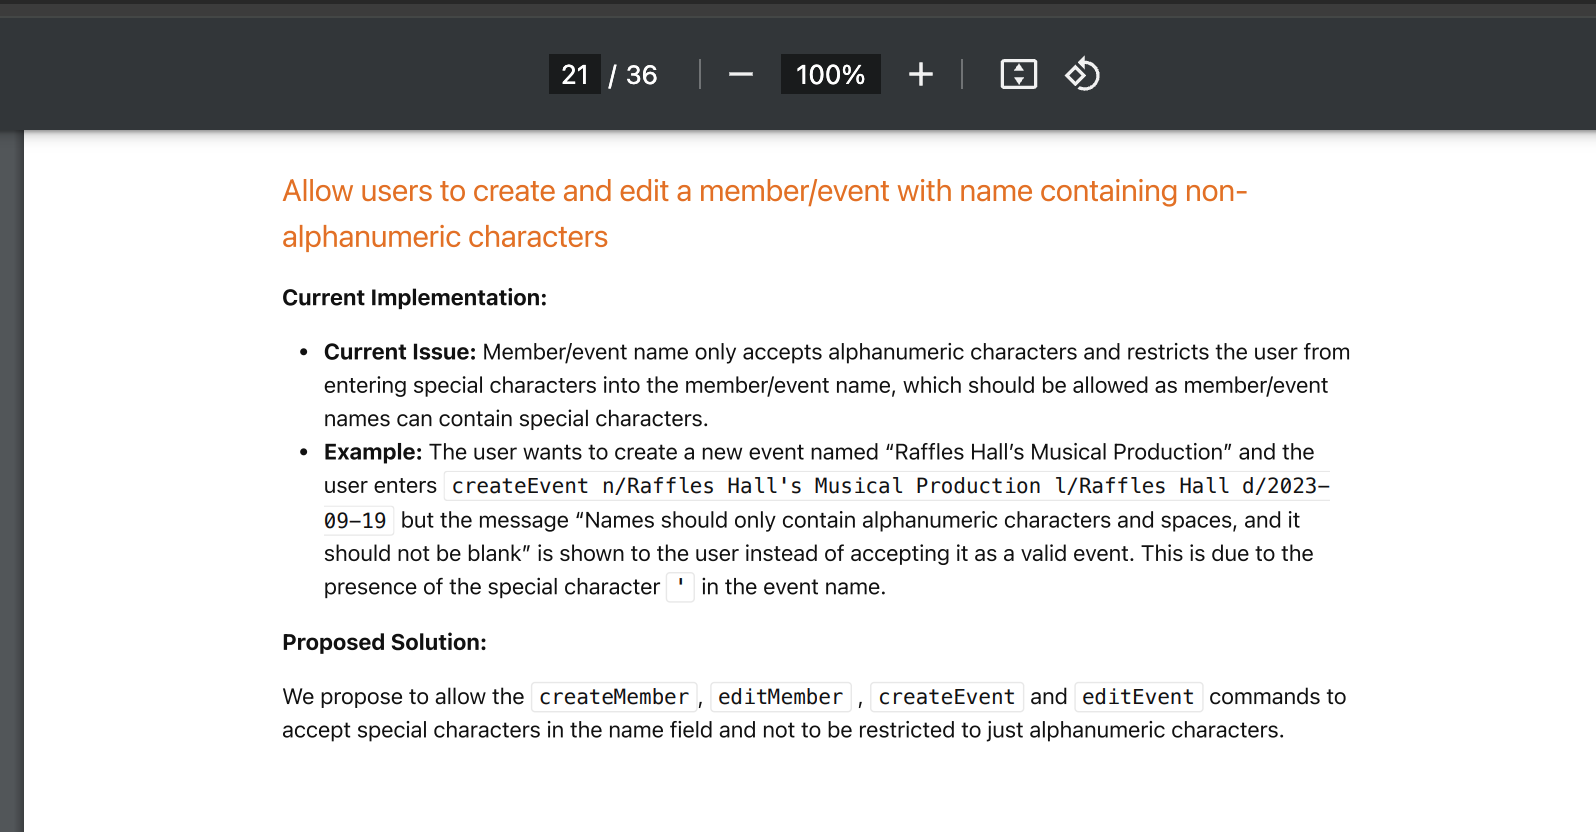 21 / 36 — 100% +
Allow users to create and edit a member/event with name containing non-
alphanumeric characters
Current Implementation:
• Current Issue: Member/event name only accepts alphanumeric characters and restricts the user from
entering special characters into the member/event name, which should be allowed as member/event
names can contain special characters.
• Example: The user wants to create a new event named “Raffles Hall’s Musical Production” and the
user enters createEvent n/Raffles Hall's Musical Production l/Raffles Hall d/2023-
09-19 but the message “Names should only contain alphanumeric characters and spaces, and it
should not be blank” is shown to the user instead of accepting it as a valid event. This is due to the
presence of the special character ' in the event name.
Proposed Solution:
We propose to allow the createMember, editMember , createEvent and editEvent commands to
accept special characters in the name field and not to be restricted to just alphanumeric characters.